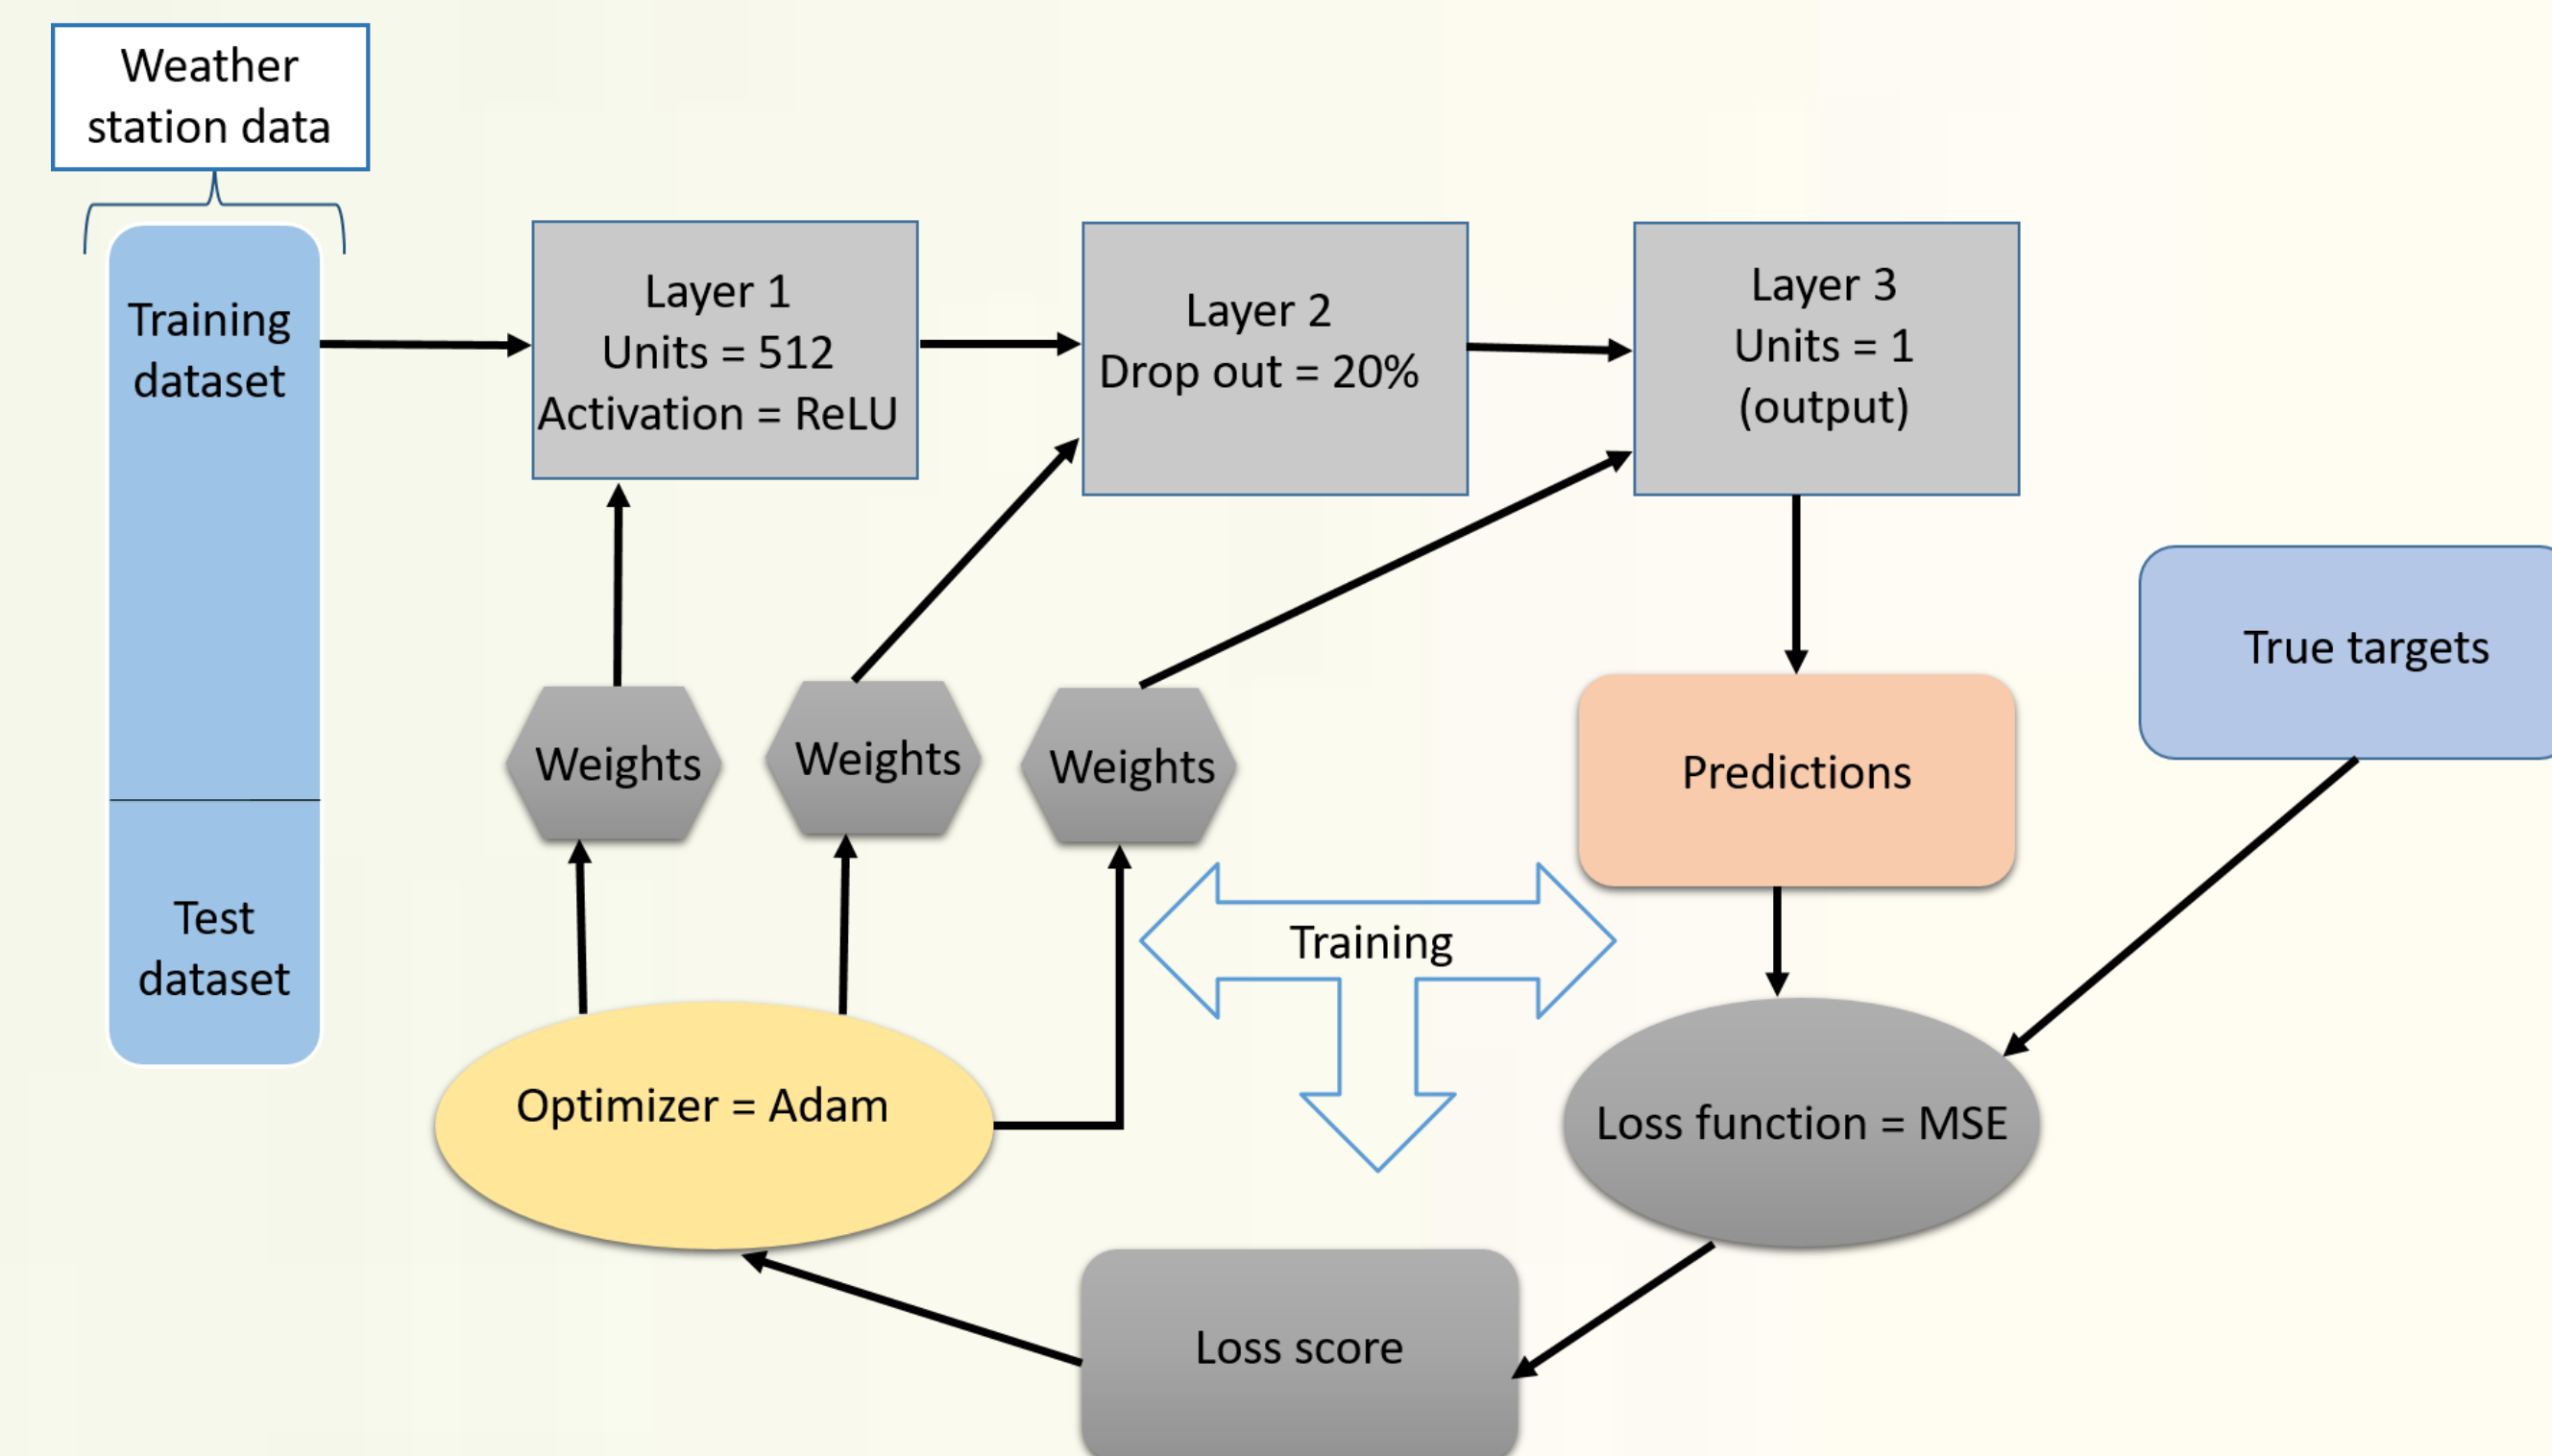 Weather
station data
Training
dataset
Test
dataset
Layer 1
Units = 512
Activation = ReLU
Layer 2
Drop out = 20%
Layer 3
Units = 1
(output)
Weights
Weights
Weights
Predictions
True targets
Training
Optimizer = Adam
Loss function = MSE
Loss score